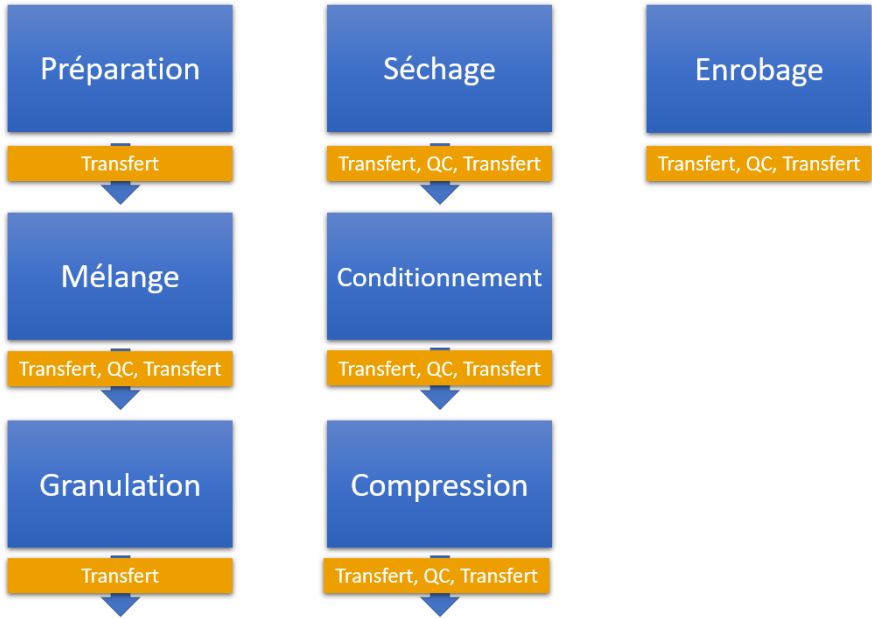 Préparation
Transfert
Mélange
Transfert, QC, Transfert
Granulation
Transfert
Séchage
Transfert, QC, Transfert
Conditionnement
Transfert, QC, Transfert
Compression
Transfert, QC, Transfert
Enrobage
Transfert, QC, Transfert